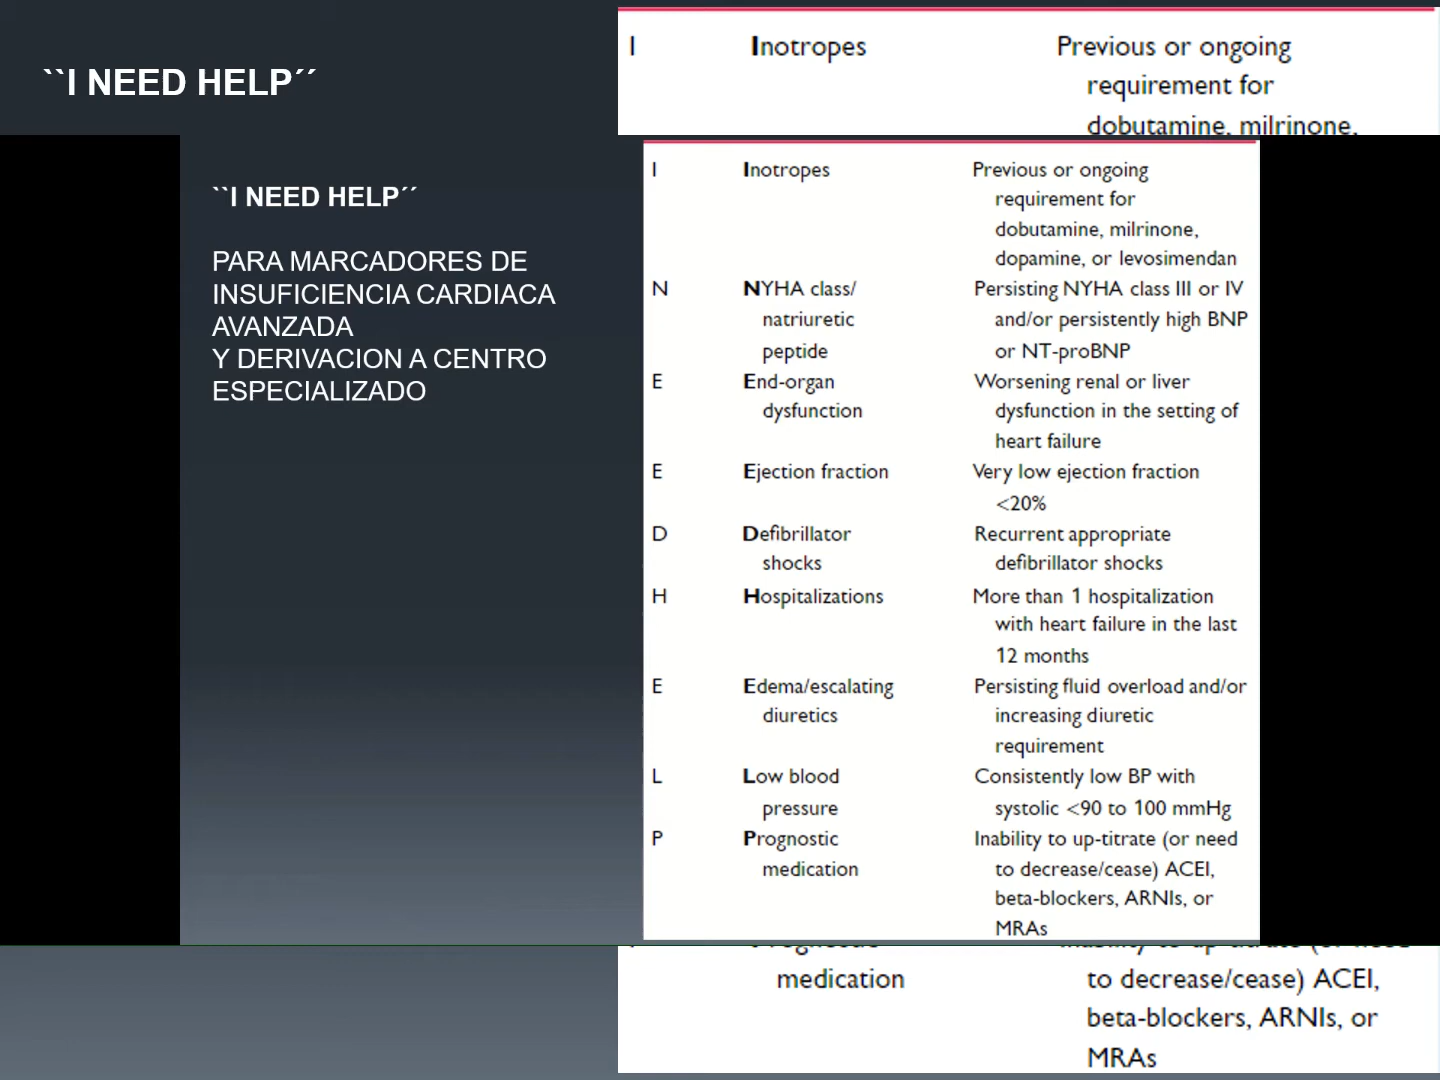 ``I NEED HELP´´
I Inotropes Previous or ongoing
requirement for
dobutamine, milrinone,
``I NEED HELP´´
PARA MARCADORES DE
INSUFICIENCIA CARDIACA
AVANZADA
Y DERIVACION A CENTRO
ESPECIALIZADO
I Inotropes Previous or ongoing
requirement for
dobutamine, milrinone,
dopamine, or levosimendan
N NYHA class/ Persisting NYHA class III or IV
natriuretic and/or persistently high BNP
peptide or NT-proBNP
E End-organ Worsening renal or liver
dysfunction dysfunction in the setting of
heart failure
E Ejection fraction Very low ejection fraction
<20%
D Defibrillator Recurrent appropriate
shocks defibrillator shocks
H Hospitalizations More than 1 hospitalization
with heart failure in the last
12 months
E Edema/escalating Persisting fluid overload and/or
diuretics increasing diuretic
requirement
L Low blood Consistently low BP with
pressure systolic <90 to 100 mmHg
P Prognostic Inability to up-titrate (or need
medication to decrease/cease) ACEI,
beta-blockers, ARNIs, or
MRAs
medication to decrease/cease) ACEI,
beta-blockers, ARNIs, or
MRAs